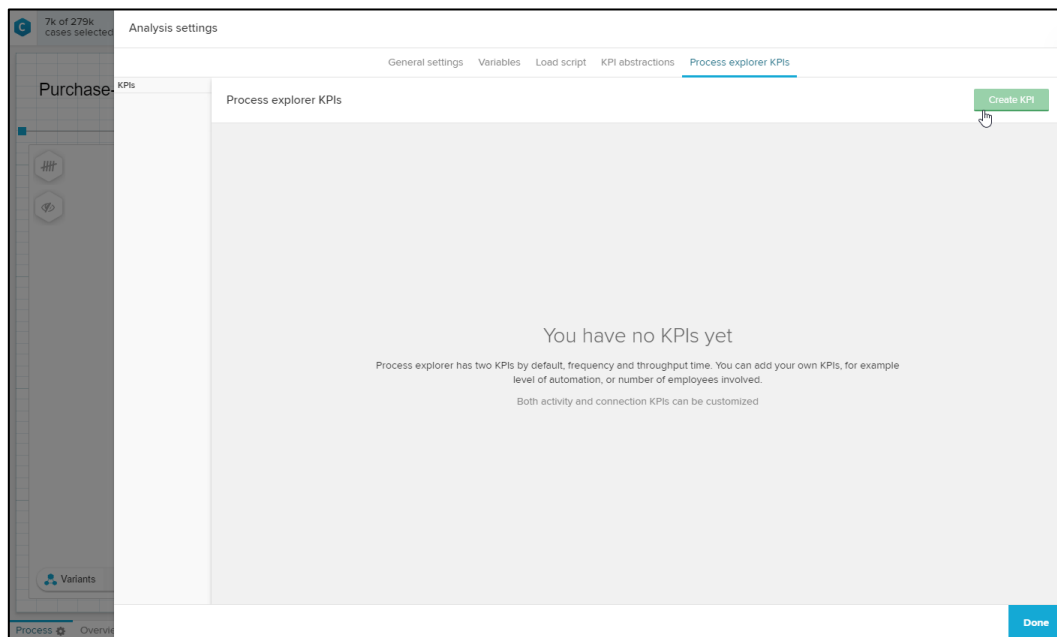 C
7k of 279k
cases selected
Analysis settings
General settings Variables Load script KPI abstractions Process explorer KPIs
Purchase-
KPIs
Process explorer KPIs
Create KPI
You have no KPIs yet
Process explorer has two KPIs by default, frequency and throughput time. You can add your own KPIs, for example
level of automation, or number of employees involved.
Both activity and connection KPIs can be customized
Variants
Process Overvie
Done